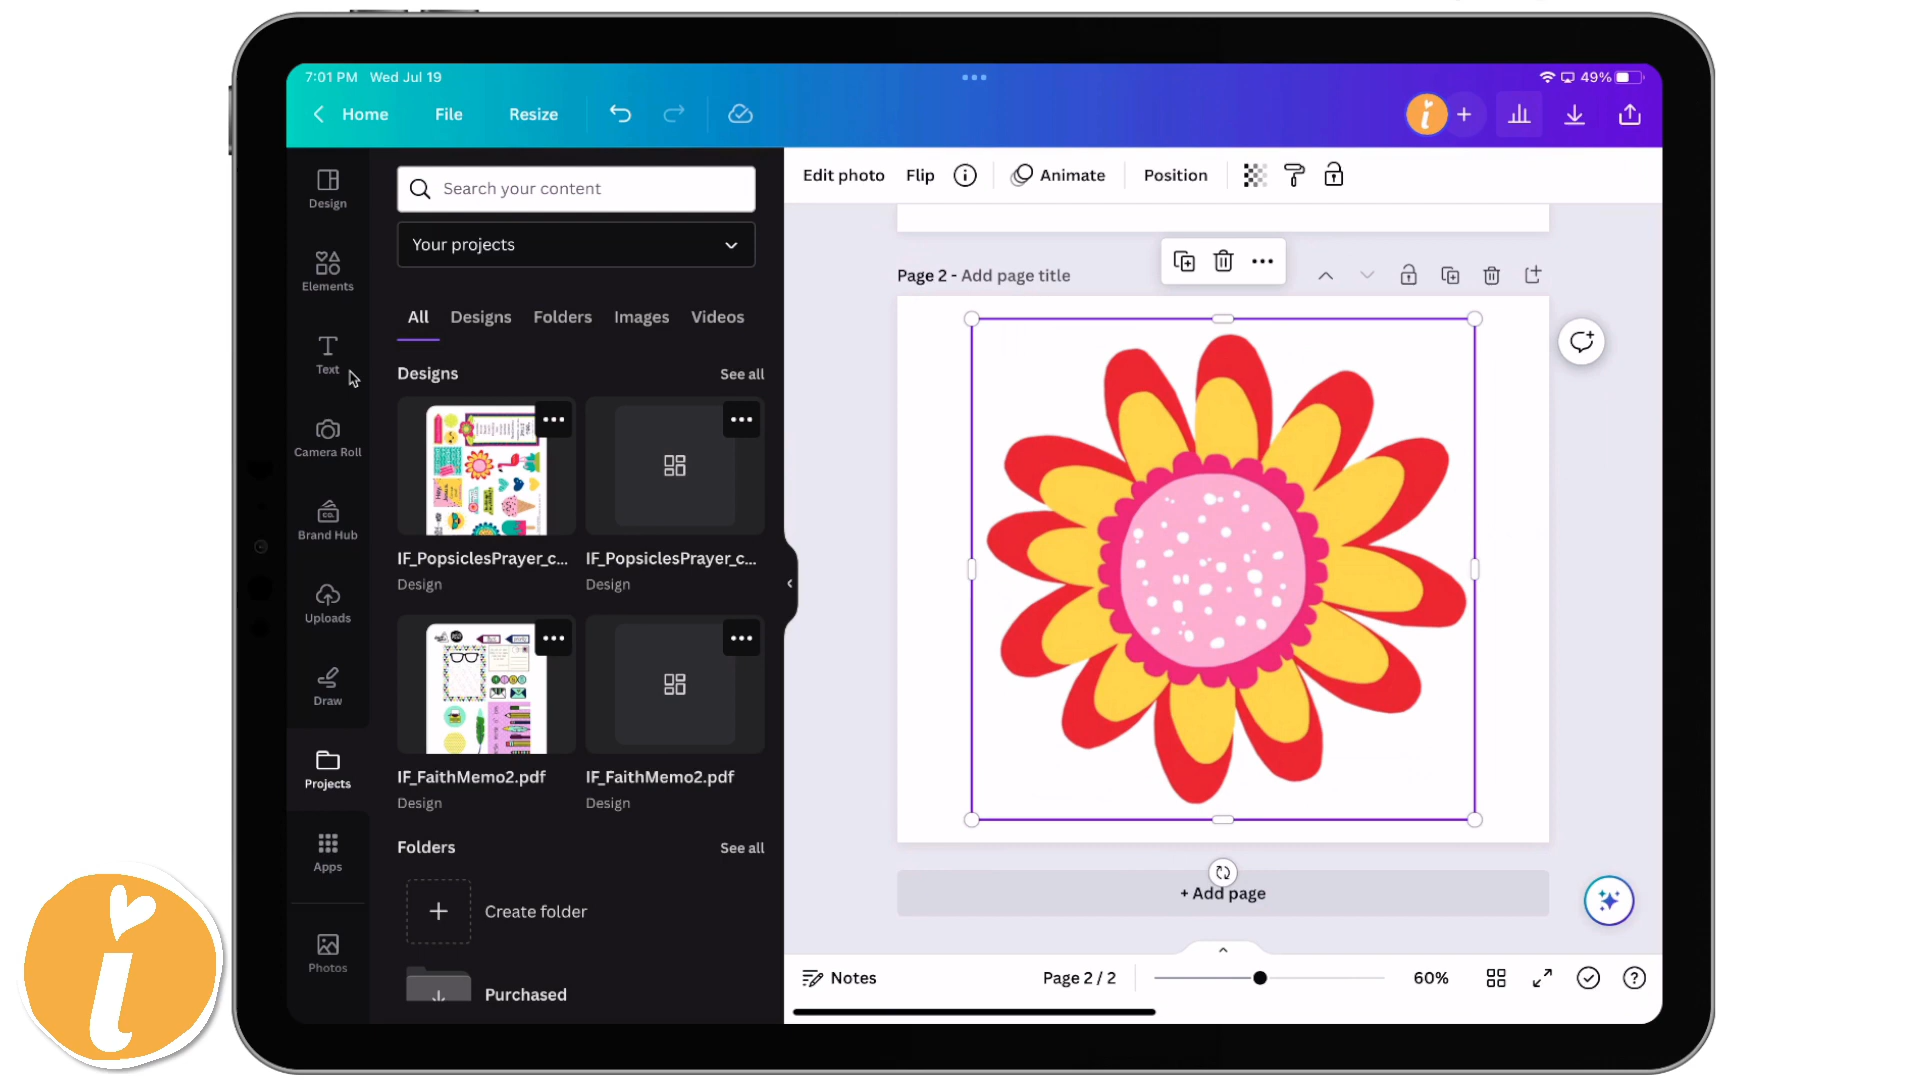 7:01 PM Wed Jul 19
49%
Home File Resize
i
Design
Elements
Text
Camera Roll
CO.
Brand Hub
Uploads
Draw
Projects
Apps
Photos
Search your content
Your projects
All Designs Folders Images Videos
Designs See all
IF_PopsiclesPrayer_c... IF_PopsiclesPrayer_c...
Design Design
IF_FaithMemo2.pdf IF_FaithMemo2.pdf
Design Design
Folders See all
Create folder
Purchased
Edit photo Flip Animate Position
Page 2 - Add page title
+ Add page
Notes Page 2 / 2 60%
i